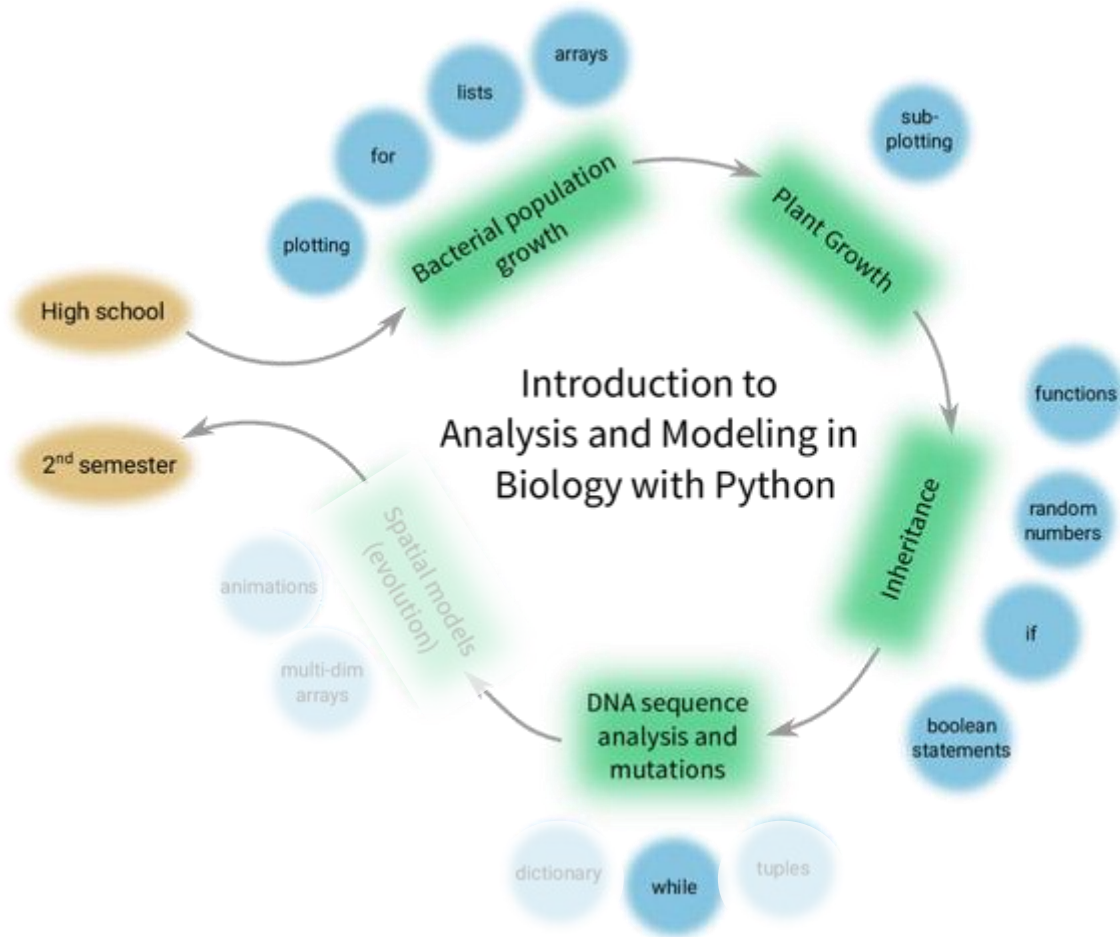 arrays
lists
for
plotting
Bacterial population
growth
sub-
plotting
Plant Growth
High school
2nd semester
Introduction to
Analysis and Modeling in
Biology with Python
functions
random
numbers
if
boolean
statements
Inheritance
DNA sequence
analysis and
mutations
dictionary
while
tuples
Spatial models
(evolution)
animations
multi-dim
arrays